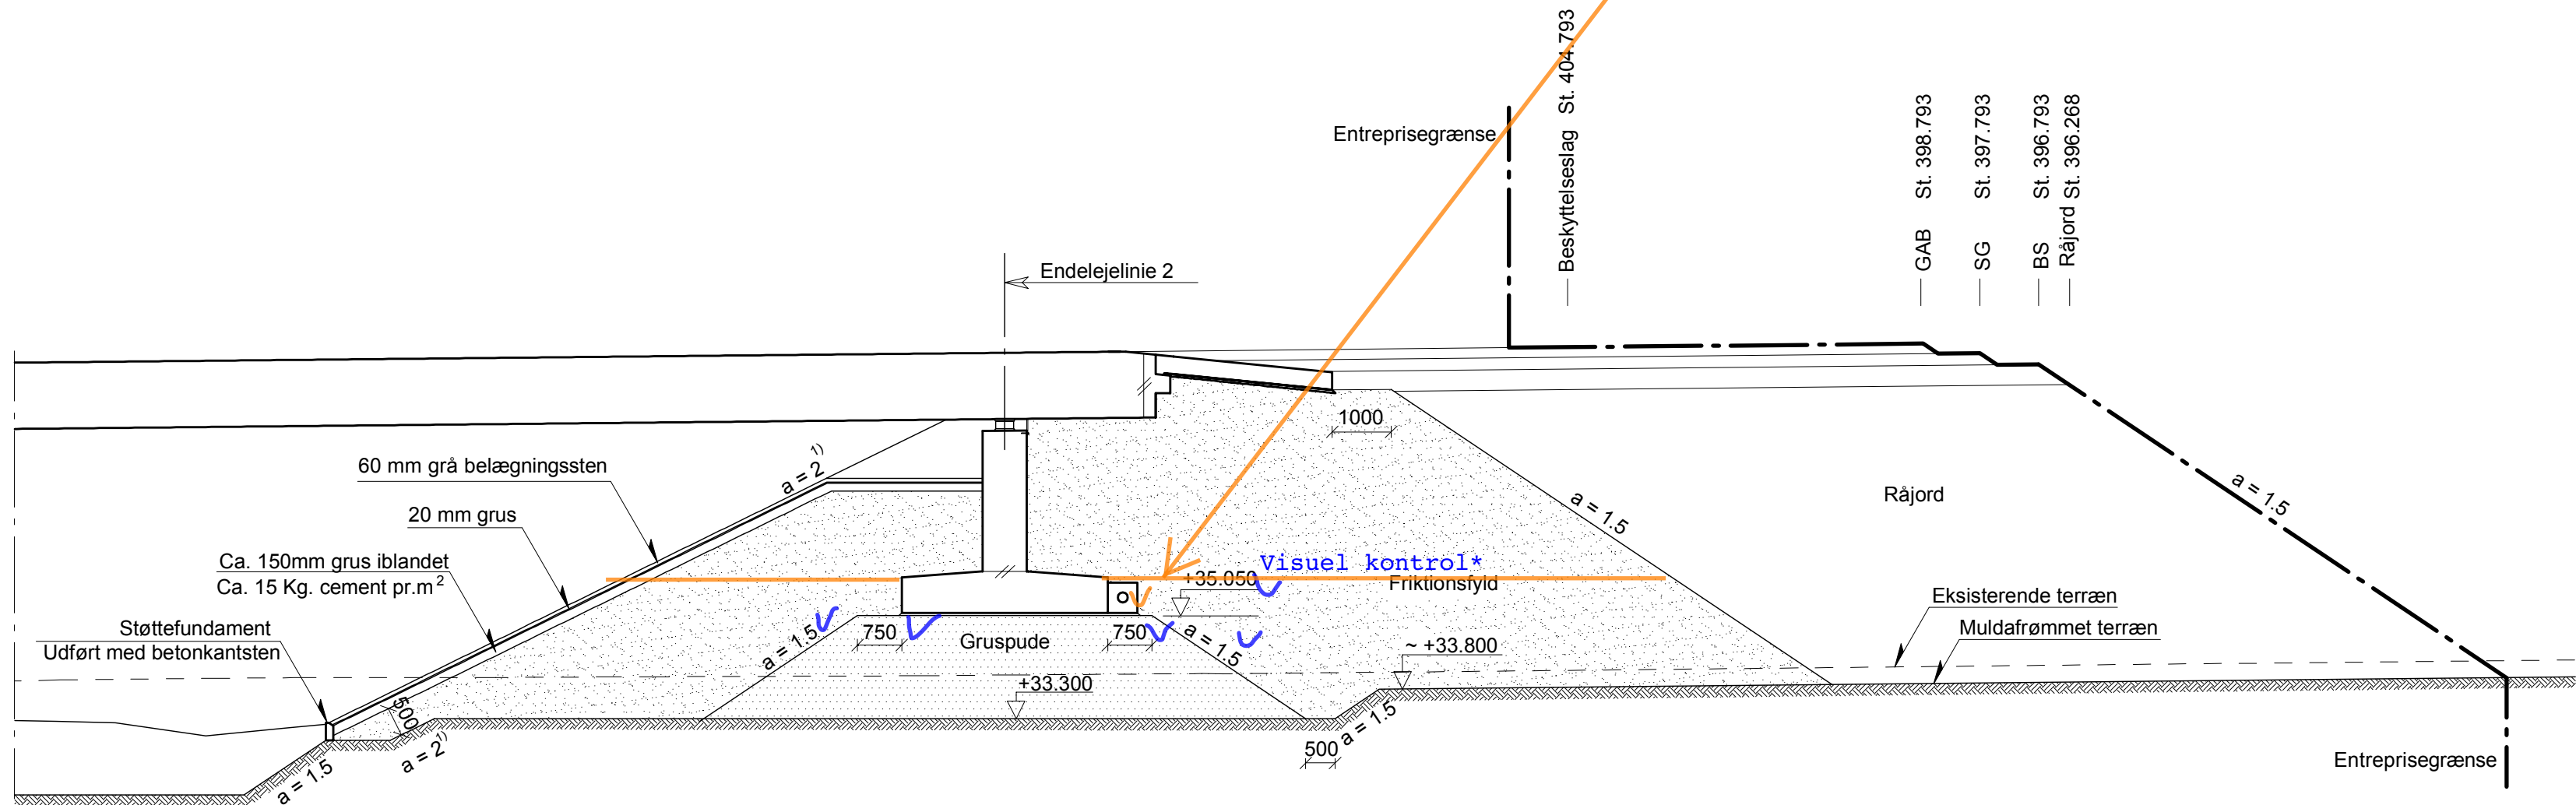 Beskyttelseslag St. 404.793
Entreprisegrænse
GAB St. 398.793
SG St. 397.793
BS St. 396.793
Råjord St. 396.268
Endelejelinie 2
1000
60 mm grå belægningssten
a = 2 1)
a = 1.5
Råjord
a = 1.5
20 mm grus
Ca. 150mm grus iblandet
Ca. 15 Kg. cement pr.m²
Visuel kontrol*
+35.050
Friktionsfyld
Eksisterende terræn
Støttefundament
Udført med betonkantsten
a = 1.5
750
Gruspude
750
a = 1.5
Muldafrømmet terræn
~ +33.800
+33.300
500
a = 2 1)
a = 1.5
500
a = 1.5
Entreprisegrænse